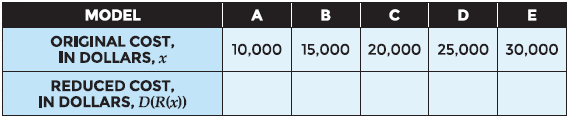 MODEL A B C D E
ORIGINAL COST,
IN DOLLARS, x 10,000 15,000 20,000 25,000 30,000
REDUCED COST,
IN DOLLARS, D(R(x))